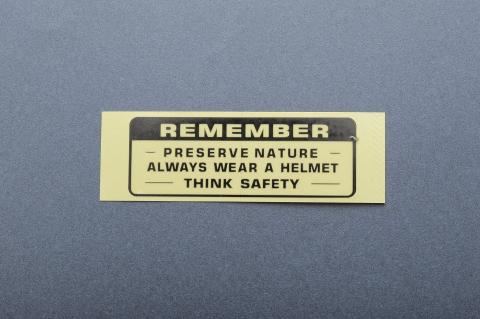 REMEMBER
PRESERVE NATURE
ALWAYS WEAR A HELMET
THINK SAFETY